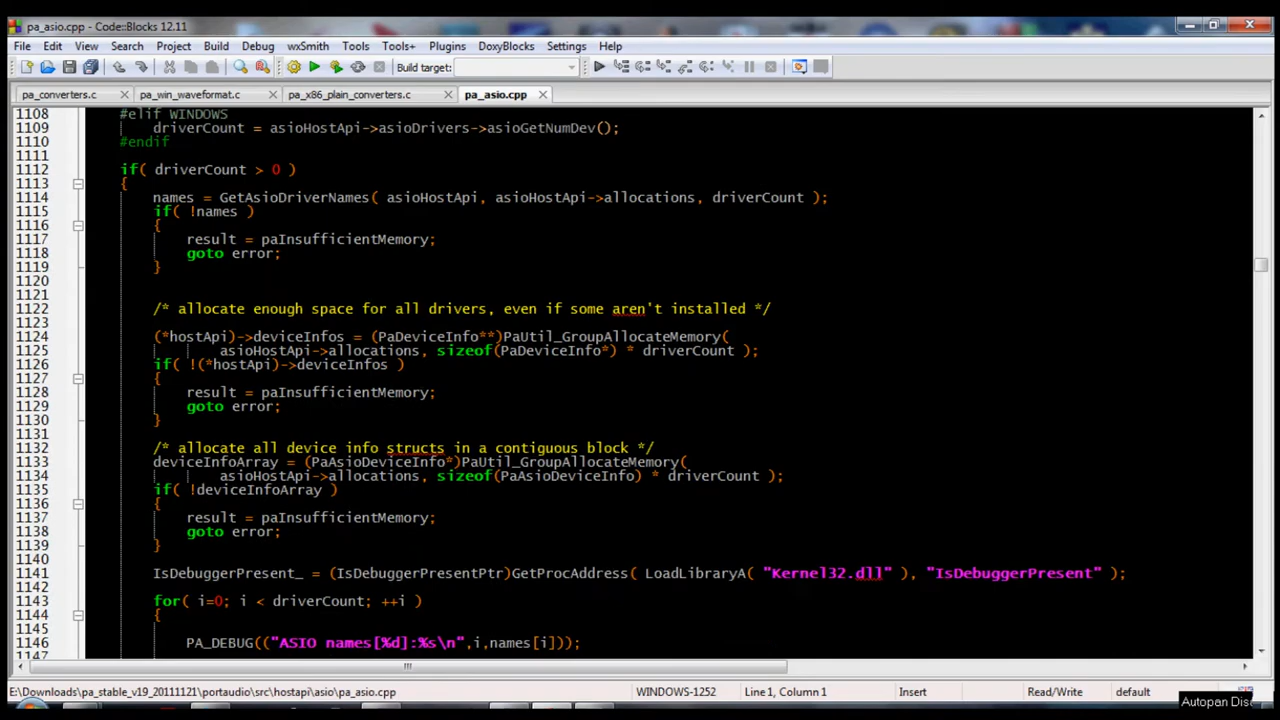 pa_asio.cpp - Code::Blocks 12.11
File Edit View Search Project Build Debug wxSmith Tools Tools+ Plugins DoxyBlocks Settings Help
Build target:
pa_converters.c pa_win_waveformat.c pa_x86_plain_converters.c pa_asio.cpp
1108 #elif WINDOWS
1109 driverCount = asioHostApi->asioDrivers->asioGetNumDev();
1110 #endif
1111
1112 if( driverCount > 0 )
1113 {
1114 names = GetAsioDriverNames( asioHostApi, asioHostApi->allocations, driverCount );
1115 if( !names )
1116 {
1117 result = paInsufficientMemory;
1118 goto error;
1119 }
1120
1121
1122 /* allocate enough space for all drivers, even if some aren't installed */
1123
1124 (*hostApi)->deviceInfos = (PaDeviceInfo**)PaUtil_GroupAllocateMemory(
1125 asioHostApi->allocations, sizeof(PaDeviceInfo*) * driverCount );
1126 if( !(*hostApi)->deviceInfos )
1127 {
1128 result = paInsufficientMemory;
1129 goto error;
1130 }
1131
1132 /* allocate all device info structs in a contiguous block */
1133 deviceInfoArray = (PaAsioDeviceInfo*)PaUtil_GroupAllocateMemory(
1134 asioHostApi->allocations, sizeof(PaAsioDeviceInfo) * driverCount );
1135 if( !deviceInfoArray )
1136 {
1137 result = paInsufficientMemory;
1138 goto error;
1139 }
1140
1141 IsDebuggerPresent_ = (IsDebuggerPresentPtr)GetProcAddress( LoadLibraryA( "Kernel32.dll" ), "IsDebuggerPresent" );
1142
1143 for( i=0; i < driverCount; ++i )
1144 {
1145
1146 PA_DEBUG(("ASIO names[%d]:%s\n",i,names[i]));
1147
E:\Downloads\pa_stable_v19_20111121\portaudio\src\hostapi\asio\pa_asio.cpp WINDOWS-1252 Line 1, Column 1 Insert Read/Write default
Autopan Disc